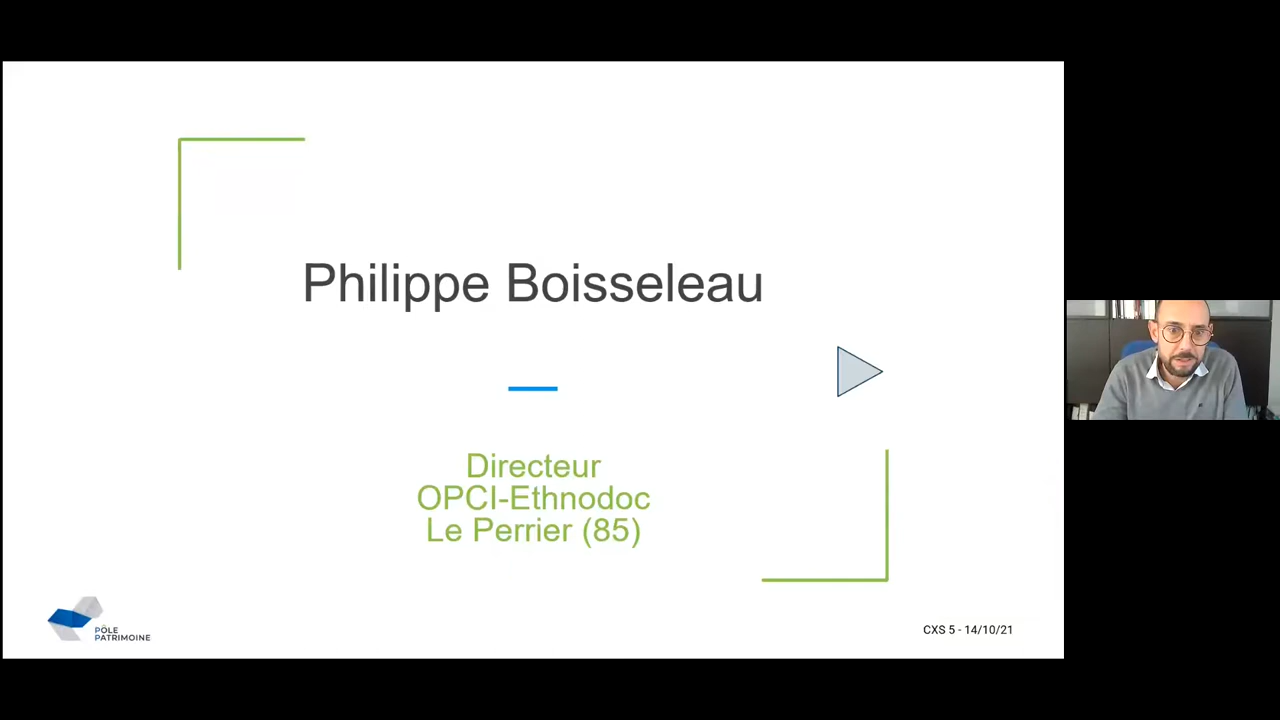 Philippe Boisseleau
Directeur
OPCI-Ethnodoc
Le Perrier (85)
PÔLE
PATRIMOINE
CXS 5 - 14/10/21